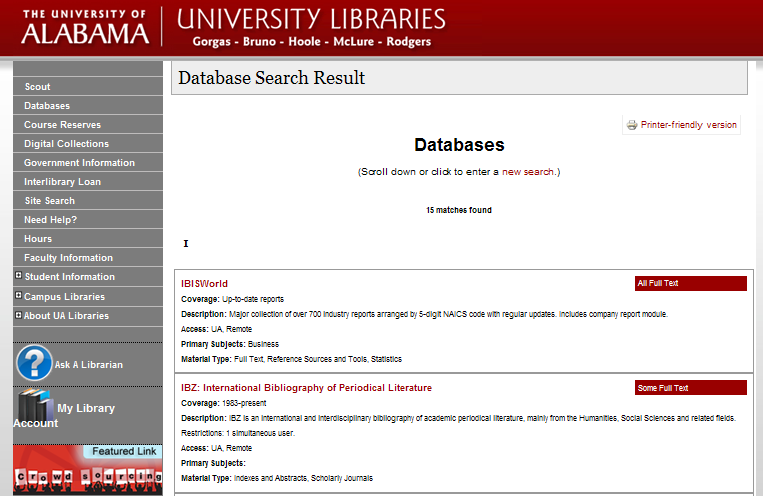 THE UNIVERSITY OF
ALABAMA
UNIVERSITY LIBRARIES
Gorgas - Bruno - Hoole - McLure - Rodgers
Scout
Databases
Course Reserves
Digital Collections
Government Information
Interlibrary Loan
Site Search
Need Help?
Hours
Faculty Information
Student Information
Campus Libraries
About UA Libraries
Ask A Librarian
My Library
Account
Featured Link
Crowd sourcing
Database Search Result
Printer-friendly version
Databases
(Scroll down or click to enter a new search.)
15 matches found
IBISWorld
All Full Text
Coverage: Up-to-date reports
Description: Major collection of over 700 industry reports arranged by 5-digit NAICS code with regular updates. Includes company report module.
Access: UA, Remote
Primary Subjects: Business
Material Type: Full Text, Reference Sources and Tools, Statistics
IBZ: International Bibliography of Periodical Literature
Some Full Text
Coverage: 1983-present
Description: IBZ is an international and interdisciplinary bibliography of academic periodical literature, mainly from the Humanities, Social Sciences and related fields.
Restrictions: 1 simultaneous user.
Access: UA, Remote
Primary Subjects:
Material Type: Indexes and Abstracts, Scholarly Journals